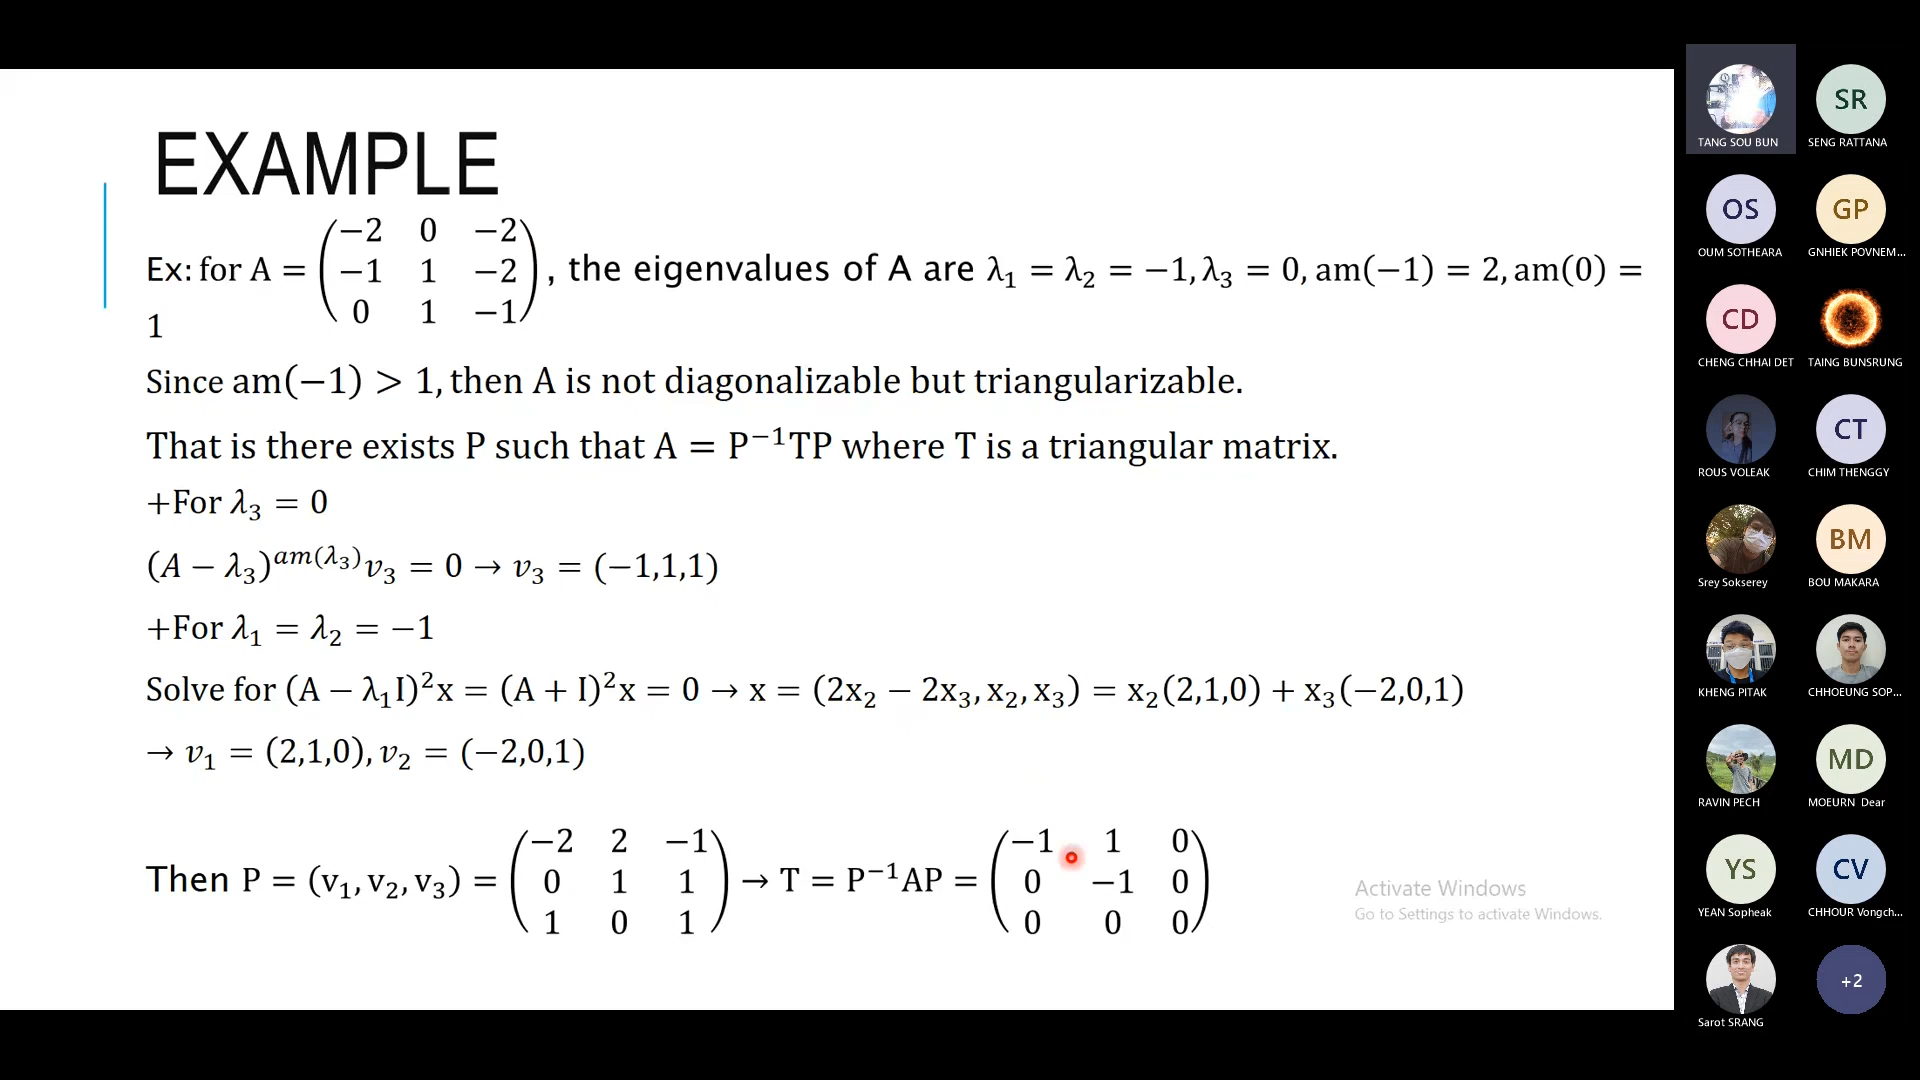 EXAMPLE
Ex: for A = (−2 0 −2
−1 1 −2
0 1 −1), the eigenvalues of A are λ₁ = λ₂ = −1, λ₃ = 0, am(−1) = 2, am(0) =
1
Since am(−1) > 1, then A is not diagonalizable but triangularizable.
That is there exists P such that A = P⁻¹TP where T is a triangular matrix.
+For λ₃ = 0
(A − λ₃)^am(λ₃) v₃ = 0 → v₃ = (−1,1,1)
+For λ₁ = λ₂ = −1
Solve for (A − λ₁I)²x = (A + I)²x = 0 → x = (2x₂ − 2x₃, x₂, x₃) = x₂(2,1,0) + x₃(−2,0,1)
→ v₁ = (2,1,0), v₂ = (−2,0,1)
Then P = (v₁, v₂, v₃) = (−2 2 −1
0 1 1
1 0 1) → T = P⁻¹AP = (−1 1 0
0 −1 0
0 0 0)
Activate Windows
Go to Settings to activate Windows.
TANG SOU BUN
SR
SENG RATTANA
OS
OUM SOTHEARA
GP
GNHIEK POVNEM...
CD
CHENG CHHAI DET
TAING BUNSRUNG
ROUS VOLEAK
CT
CHIM THENGGY
Srey Sokserey
BM
BOU MAKARA
KHENG PITAK
CHHOEUNG SOP...
RAVIN PECH
MD
MOEURN Dear
YS
YEAN Sopheak
CV
CHHOUR Vongch...
Sarot SRANG
+2